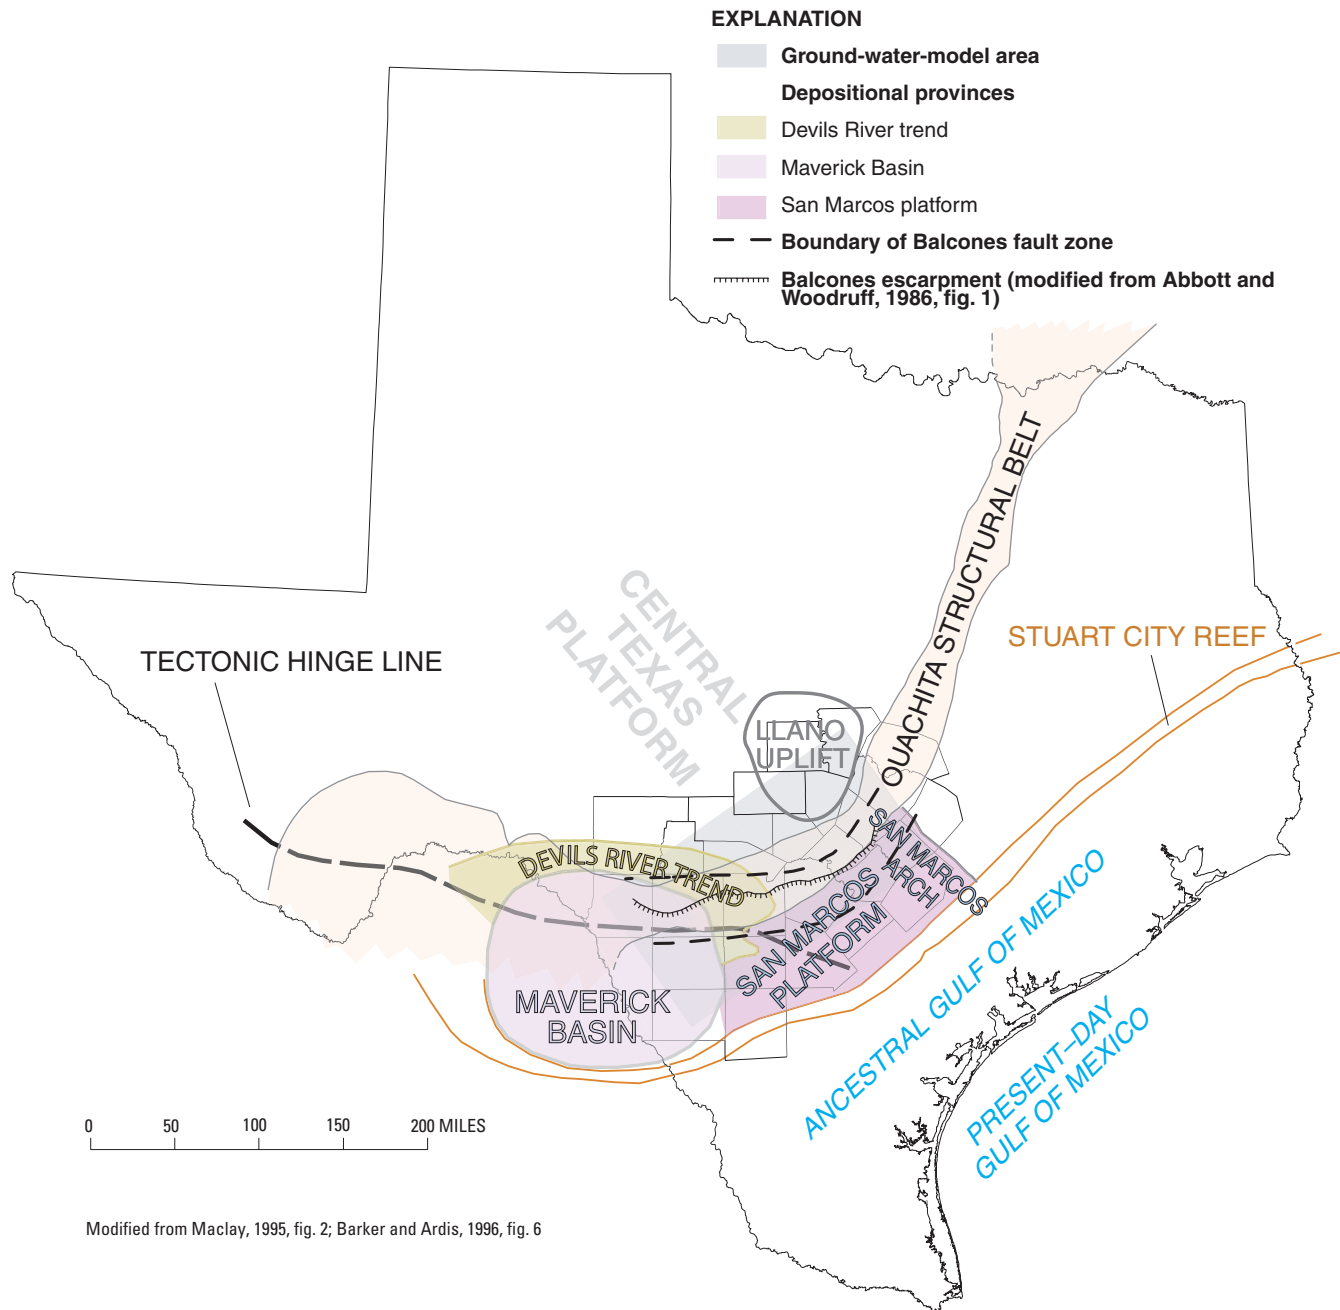 EXPLANATION
Ground-water-model area
Depositional provinces
Devils River trend
Maverick Basin
San Marcos platform
Boundary of Balcones fault zone
Balcones escarpment (modified from Abbott and
Woodruff, 1986, fig. 1)
OUACHITA STRUCTURAL BELT
CENTRAL
TEXAS
PLATFORM
STUART CITY REEF
TECTONIC HINGE LINE
LLANO
UPLIFT
DEVILS RIVER TREND
SAN MARCOS
ARCH
SAN MARCOS
PLATFORM
MAVERICK
BASIN
ANCESTRAL GULF OF MEXICO
PRESENT–DAY
GULF OF MEXICO
0 50 100 150 200 MILES
Modified from Maclay, 1995, fig. 2; Barker and Ardis, 1996, fig. 6